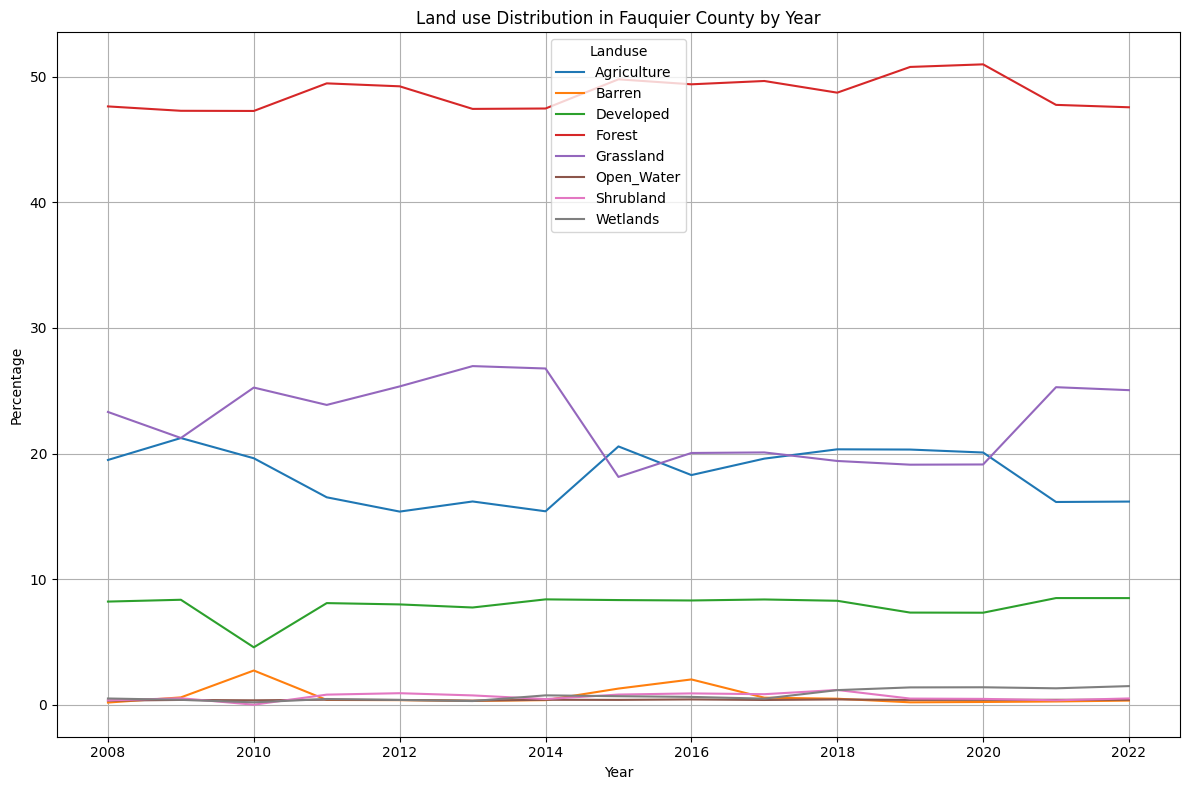 Land use Distribution in Fauquier County by Year
Landuse
Agriculture
Barren
Developed
Forest
Grassland
Open_Water
Shrubland
Wetlands
Percentage
50
40
30
20
10
0
2008 2010 2012 2014 2016 2018 2020 2022
Year